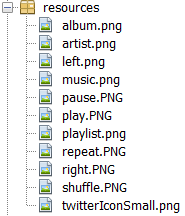 resources
album.png
artist.png
left.png
music.png
pause.PNG
play.PNG
playlist.png
repeat.PNG
right.PNG
shuffle.PNG
twitterIconSmall.png